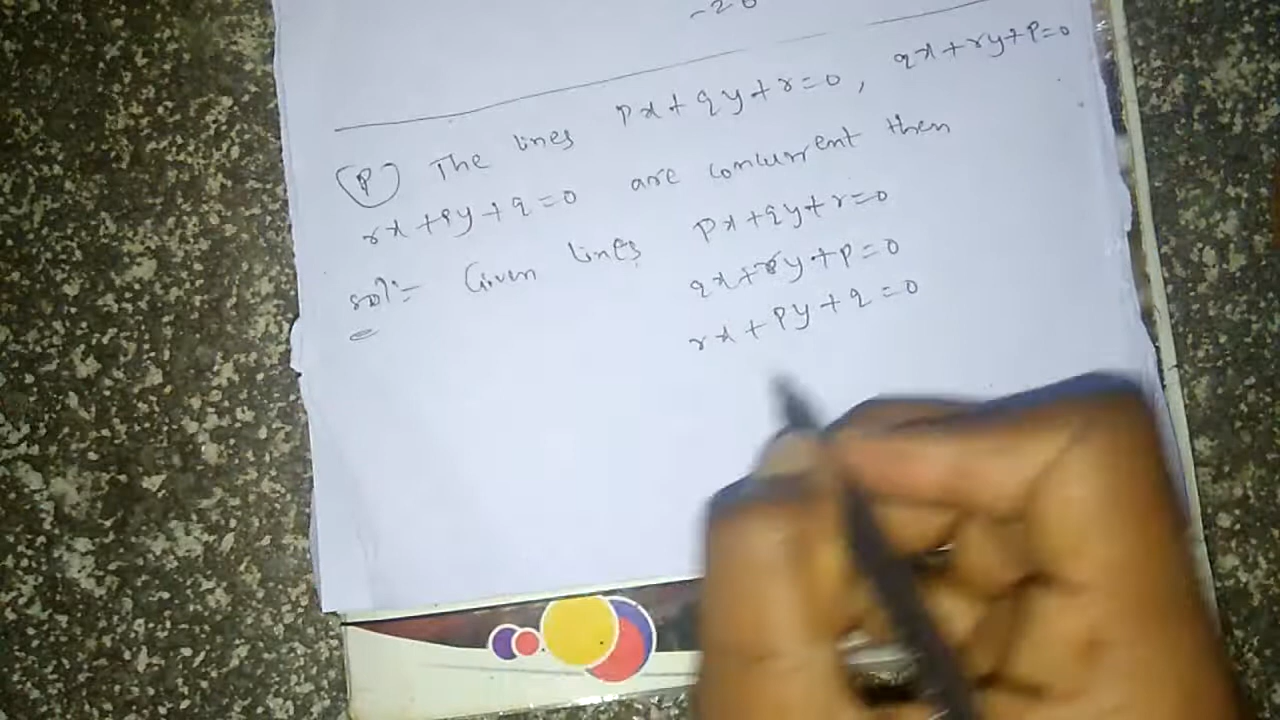 -20
(P) The lines px+qy+r=0, qx+ry+p=0
rx+py+q=0 are concurrent then
sol:- Given lines px+qy+r=0
qx+ry+p=0
rx+py+q=0